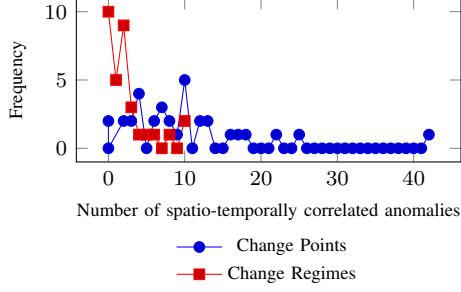 10
5
0
Frequency
0 10 20 30 40
Number of spatio-temporally correlated anomalies
Change Points
Change Regimes